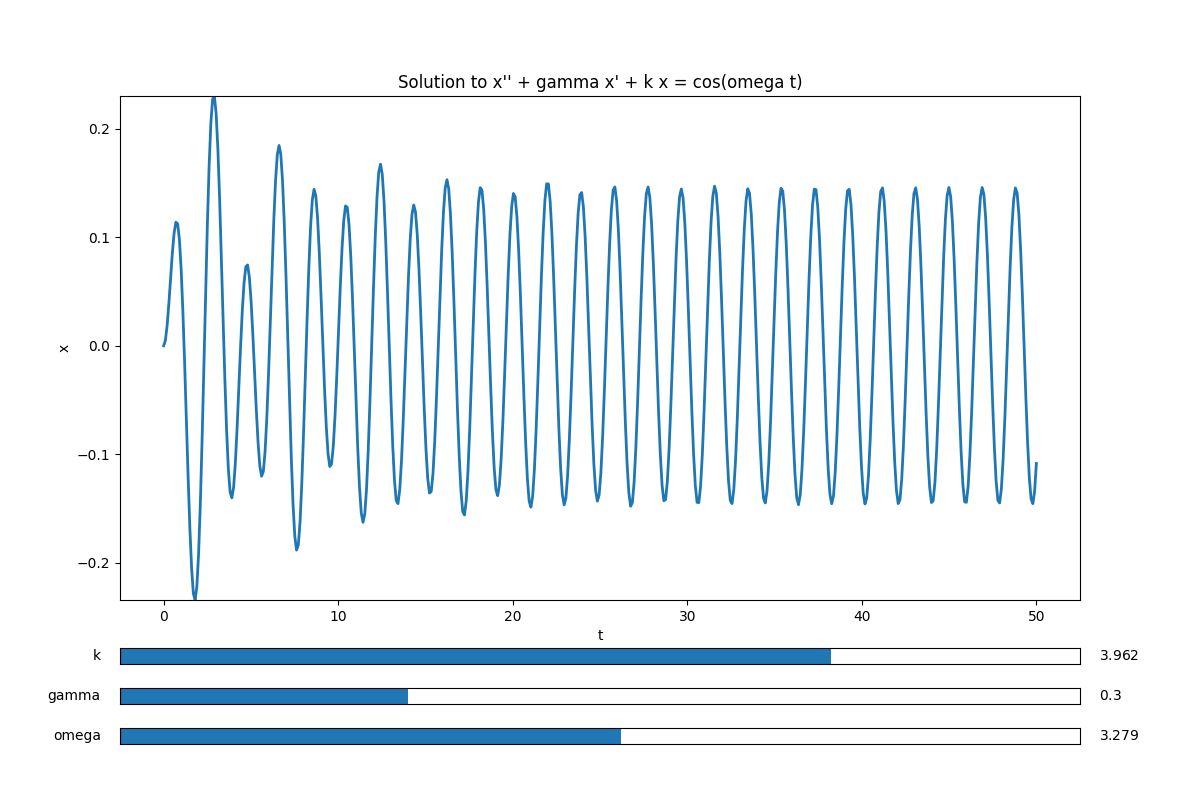 Solution to x'' + gamma x' + k x = cos(omega t)
0.2
0.1
0.0
−0.1
−0.2
x
0 10 20 30 40 50
t
k 3.962
gamma 0.3
omega 3.279